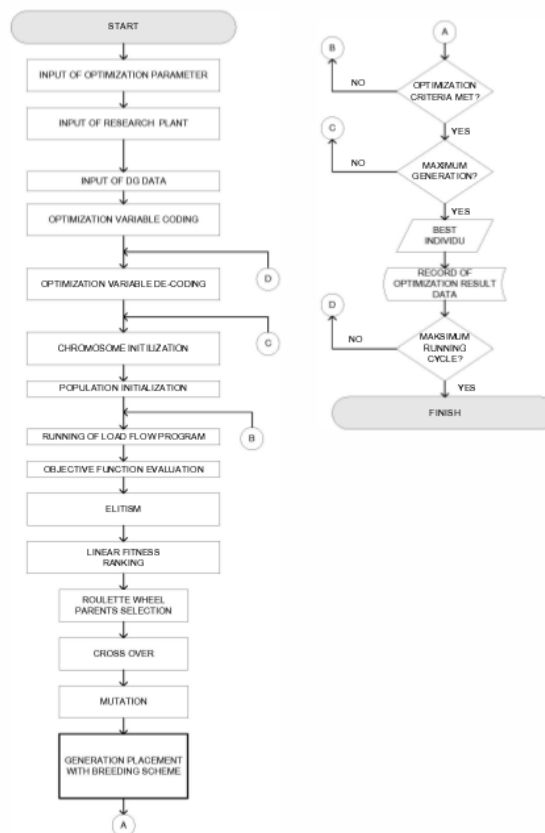 START
INPUT OF OPTIMIZATION PARAMETER
INPUT OF RESEARCH PLANT
INPUT OF DG DATA
OPTIMIZATION VARIABLE CODING
D
OPTIMIZATION VARIABLE DE-CODING
C
CHROMOSOME INITILIZATION
POPULATION INITIALIZATION
B
RUNNING OF LOAD FLOW PROGRAM
OBJECTIVE FUNCTION EVALUATION
ELITISM
LINEAR FITNESS
RANKING
ROULETTE WHEEL
PARENTS SELECTION
CROSS OVER
MUTATION
GENERATION PLACEMENT
WITH BREEDING SCHEME
A
A
B
NO
OPTIMIZATION
CRITERIA MET?
YES
C
NO
MAXIMUM
GENERATION?
YES
BEST
INDIVIDU
RECORD OF
OPTIMIZATION RESULT
DATA
D
NO
MAKSIMUM
RUNNING
CYCLE?
YES
FINISH